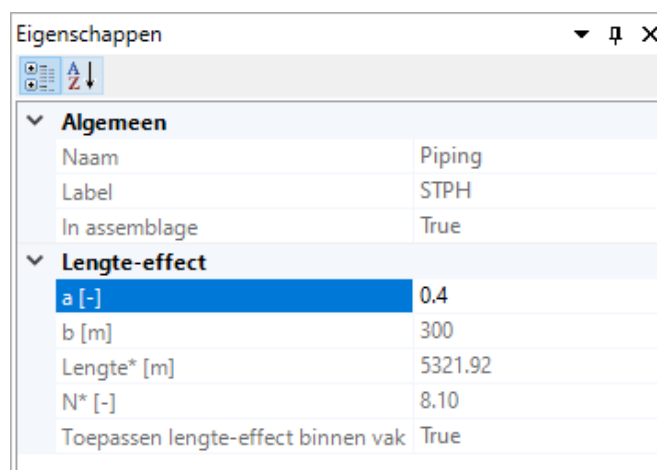 Eigenschappen
Algemeen
Naam Piping
Label STPH
In assemblage True
Lengte-effect
a [-] 0.4
b [m] 300
Lengte* [m] 5321.92
N* [-] 8.10
Toepassen lengte-effect binnen vak True